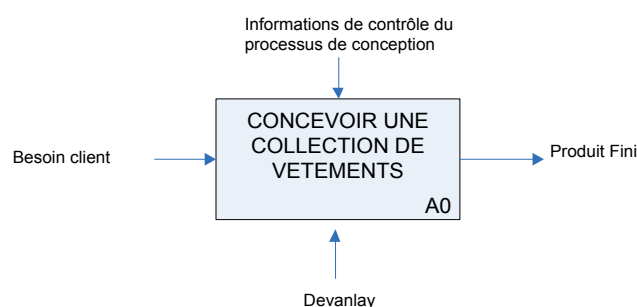 Informations de contrôle du
processus de conception
CONCEVOIR UNE
COLLECTION DE
VETEMENTS
Besoin client
Produit Fini
A0
Devanlay